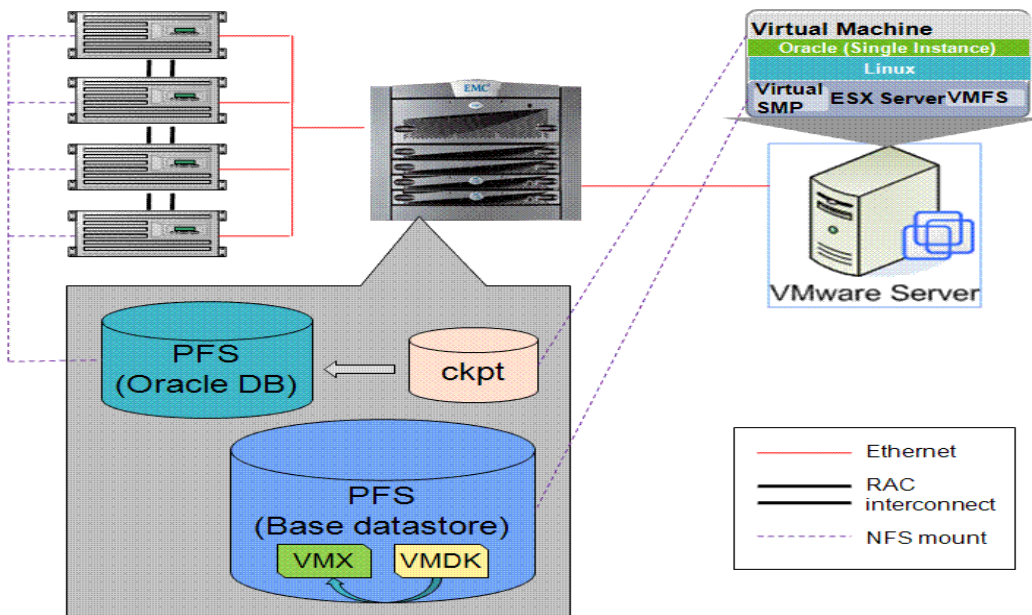 EMC
Virtual Machine
Oracle (Single Instance)
Linux
Virtual SMP
ESX Server
VMFS
VMware Server
PFS
(Oracle DB)
ckpt
PFS
(Base datastore)
VMX
VMDK
Ethernet
RAC
interconnect
NFS mount